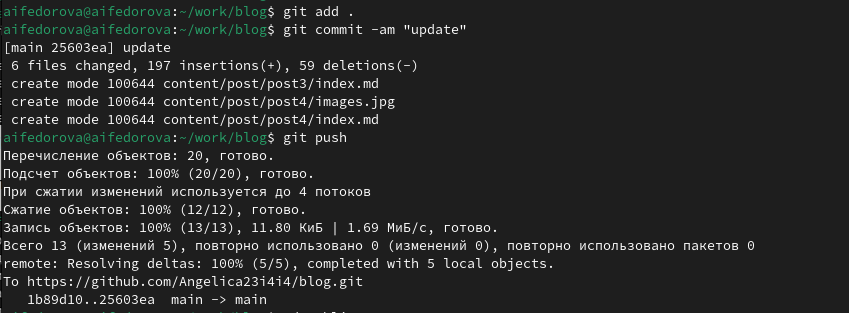 aifedorova@aifedorova:~/work/blog$ git add .
aifedorova@aifedorova:~/work/blog$ git commit -am "update"
[main 25603ea] update
 6 files changed, 197 insertions(+), 59 deletions(-)
 create mode 100644 content/post/post3/index.md
 create mode 100644 content/post/post4/images.jpg
 create mode 100644 content/post/post4/index.md
aifedorova@aifedorova:~/work/blog$ git push
Перечисление объектов: 20, готово.
Подсчет объектов: 100% (20/20), готово.
При сжатии изменений используется до 4 потоков
Сжатие объектов: 100% (12/12), готово.
Запись объектов: 100% (13/13), 11.80 КиБ | 1.69 МиБ/с, готово.
Всего 13 (изменений 5), повторно использовано 0 (изменений 0), повторно использовано пакетов 0
remote: Resolving deltas: 100% (5/5), completed with 5 local objects.
To https://github.com/Angelica23i4i4/blog.git
   1b89d10..25603ea  main -> main